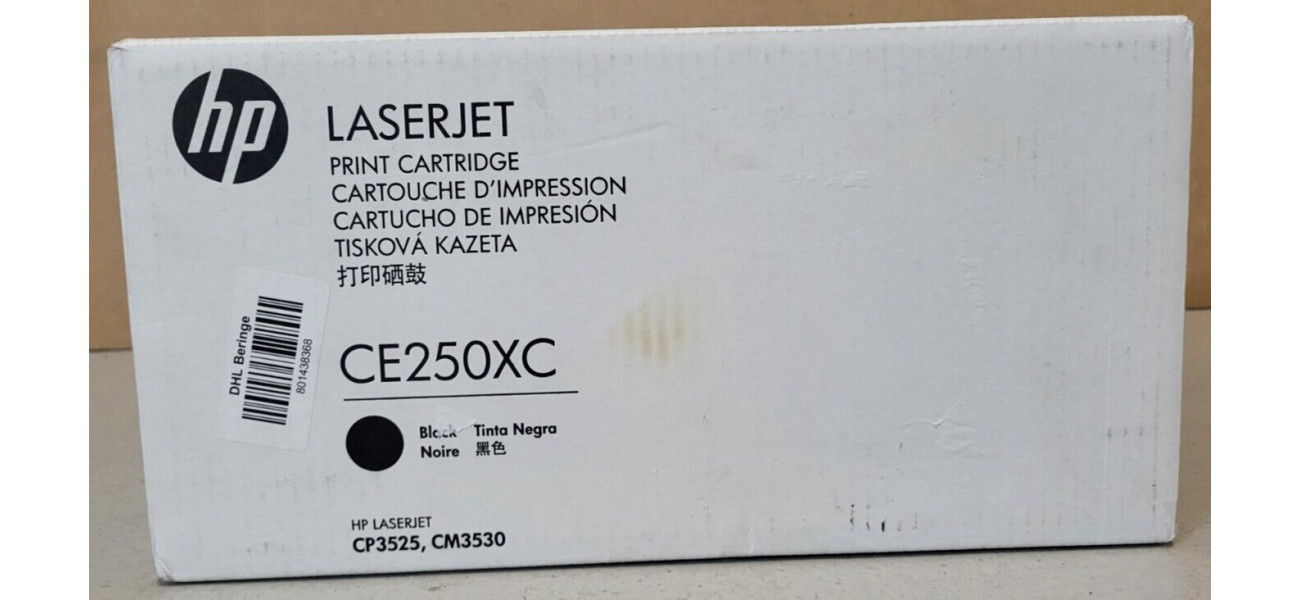 hp
LASERJET
PRINT CARTRIDGE
CARTOUCHE D'IMPRESSION
CARTUCHO DE IMPRESIÓN
TISKOVÁ KAZETA
打印硒鼓
DHL Beringe
801438368
CE250XC
Black Tinta Negra
Noire 黑色
HP LASERJET
CP3525, CM3530